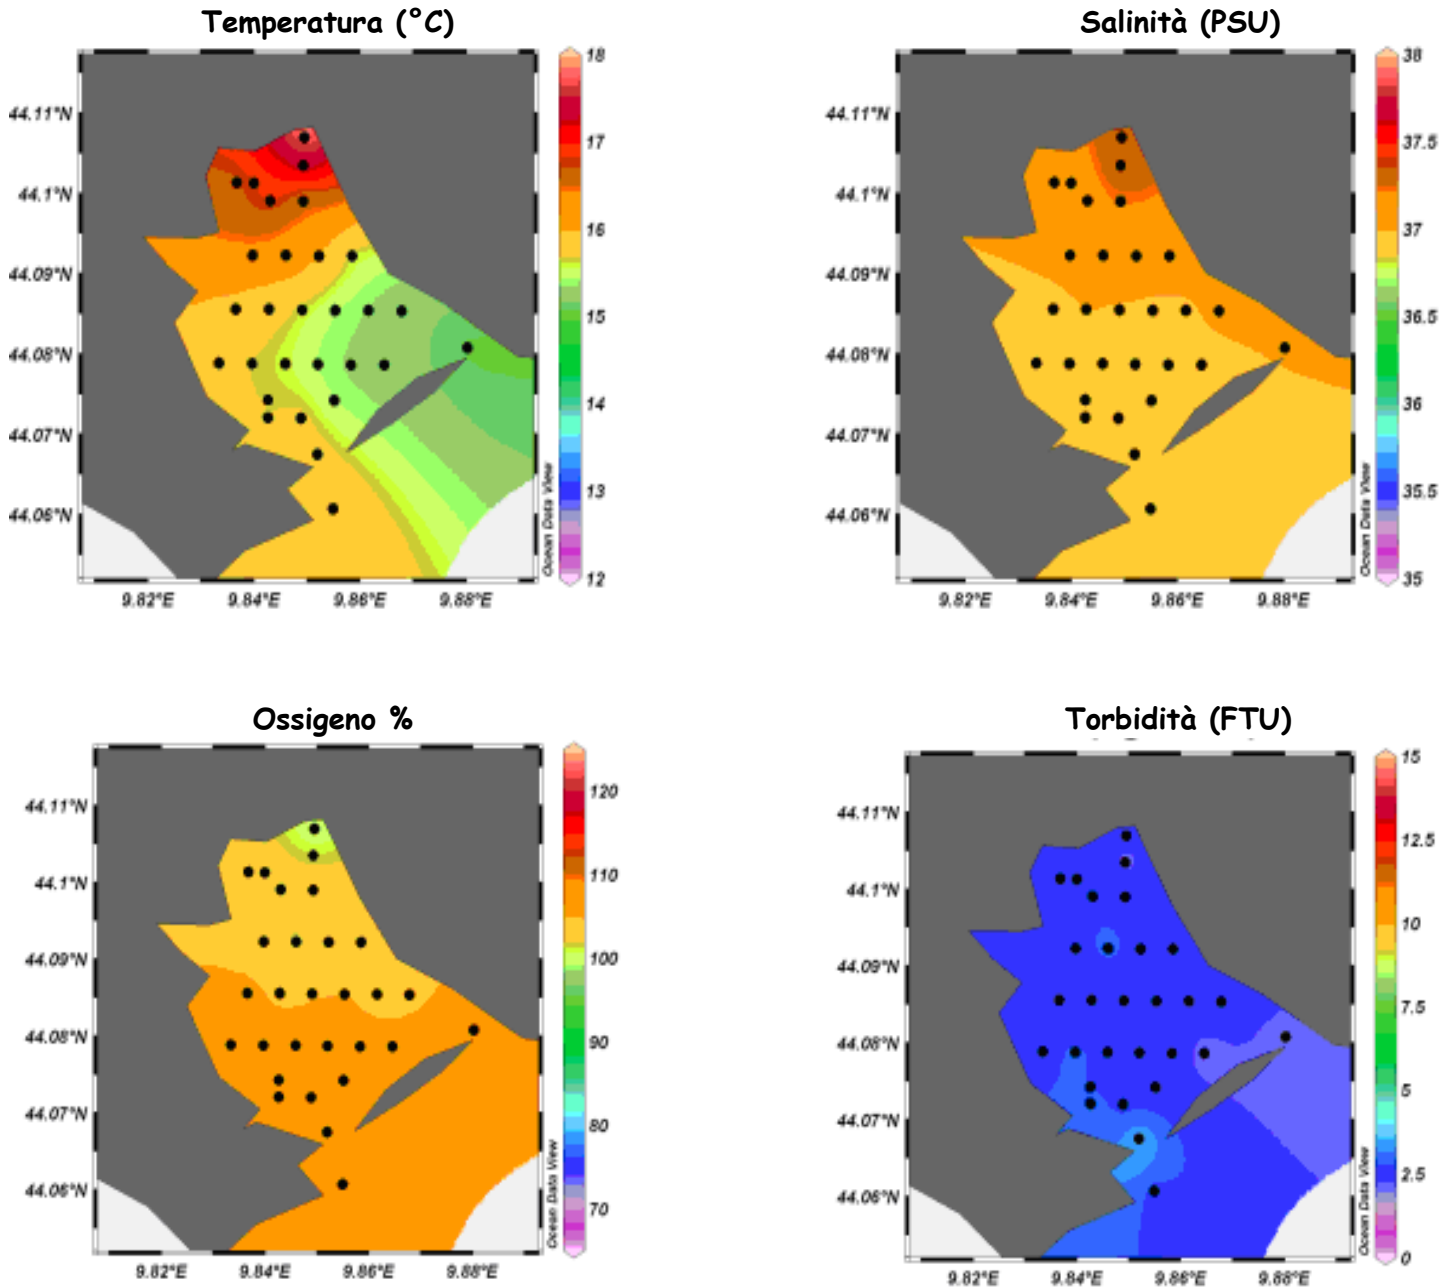 Temperatura (°C)
44.11°N
44.1°N
44.09°N
44.08°N
44.07°N
44.06°N
9.82°E 9.84°E 9.86°E 9.88°E
18
17
16
15
14
13
12
Ocean Data View
Salinità (PSU)
44.11°N
44.1°N
44.09°N
44.08°N
44.07°N
44.06°N
9.82°E 9.84°E 9.86°E 9.88°E
38
37.5
37
36.5
36
35.5
35
Ocean Data View
Ossigeno %
44.11°N
44.1°N
44.09°N
44.08°N
44.07°N
44.06°N
9.82°E 9.84°E 9.86°E 9.88°E
120
110
100
90
80
70
Ocean Data View
Torbidità (FTU)
44.11°N
44.1°N
44.09°N
44.08°N
44.07°N
44.06°N
9.82°E 9.84°E 9.86°E 9.88°E
15
12.5
10
7.5
5
2.5
0
Ocean Data View